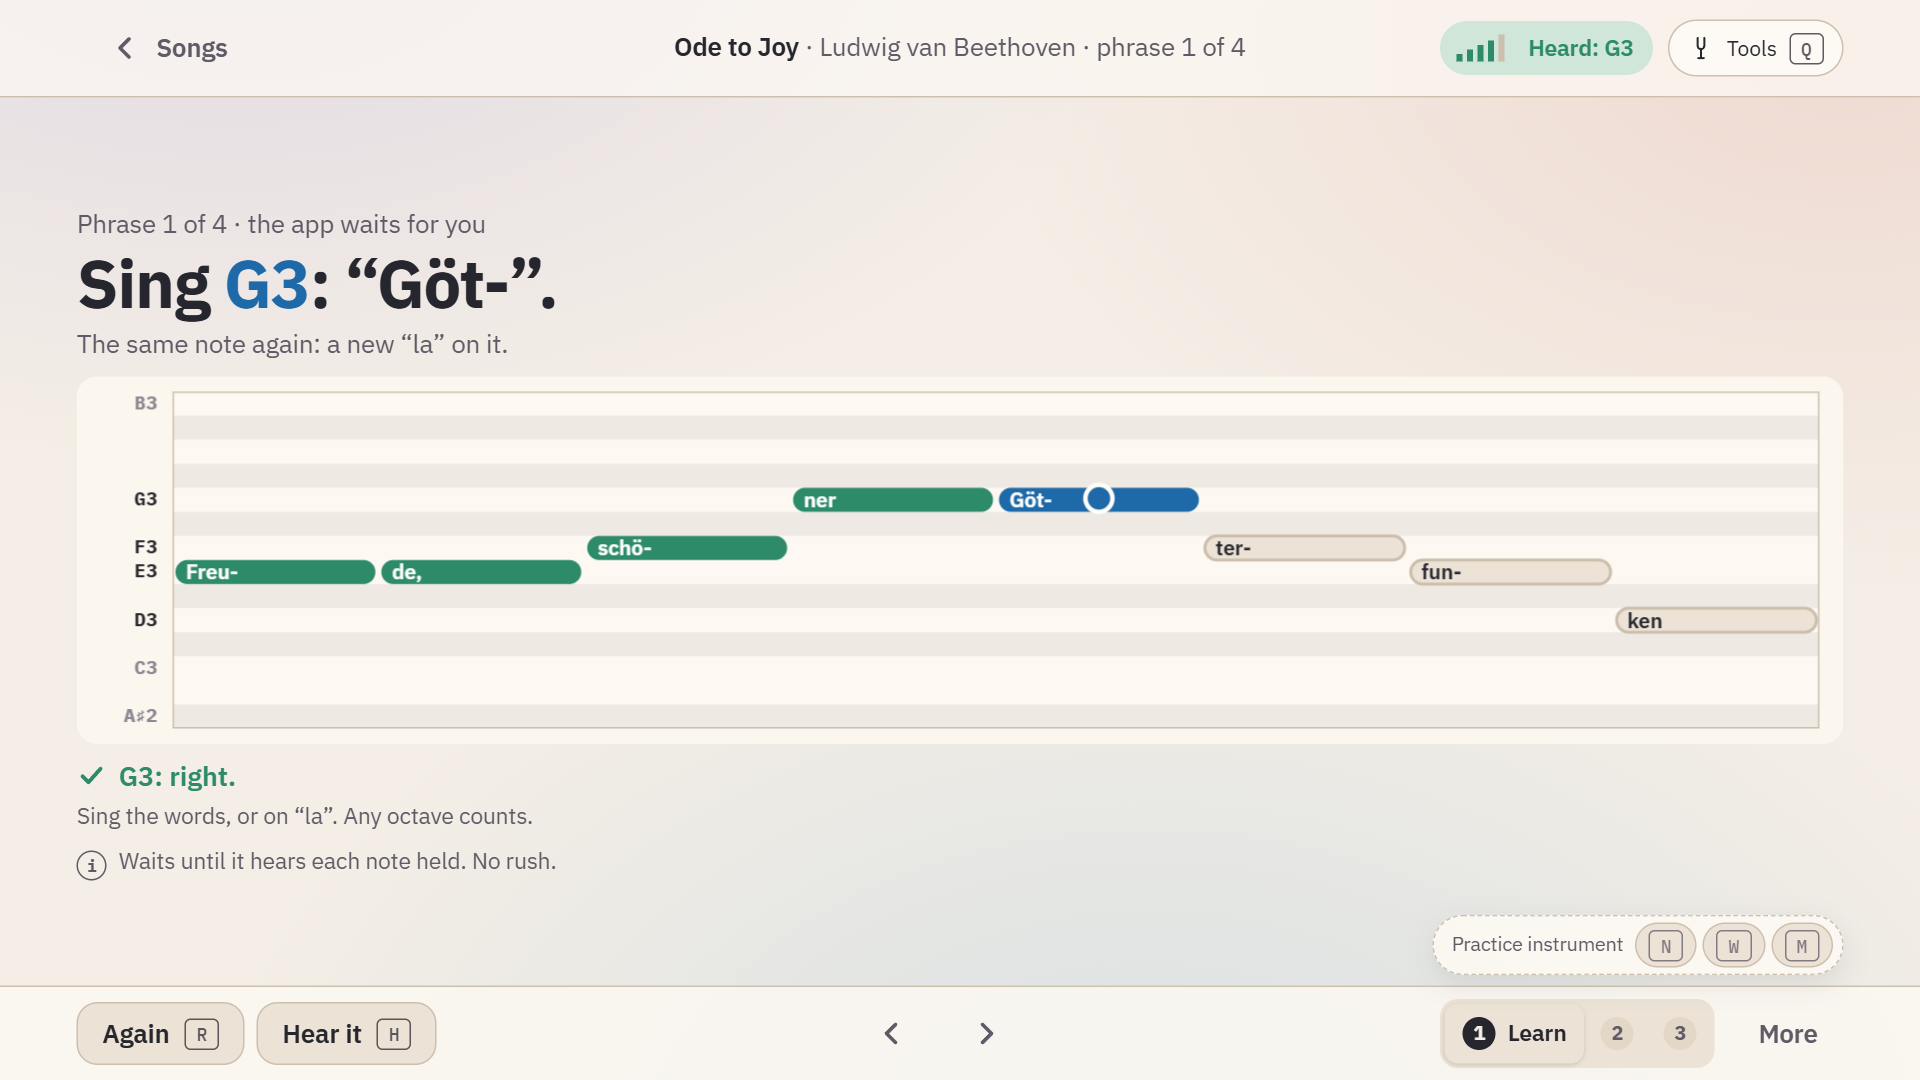 Songs
Ode to Joy · Ludwig van Beethoven · phrase 1 of 4
Heard: G3
Tools Q
Phrase 1 of 4 · the app waits for you
Sing G3: “Göt-”.
The same note again: a new “la” on it.
B3
G3
F3
E3
D3
C3
A♯2
Freu-
de,
schö-
ner
Göt-
ter-
fun-
ken
G3: right.
Sing the words, or on “la”. Any octave counts.
i Waits until it hears each note held. No rush.
Practice instrument N W M
Again R
Hear it H
1 Learn 2 3
More